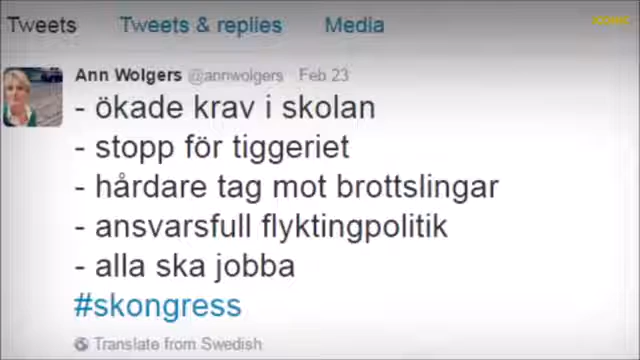 Tweets Tweets & replies Media
Ann Wolgers @annwolgers · Feb 23
- ökade krav i skolan
- stopp för tiggeriet
- hårdare tag mot brottslingar
- ansvarsfull flyktingpolitik
- alla ska jobba
#skongress
Translate from Swedish